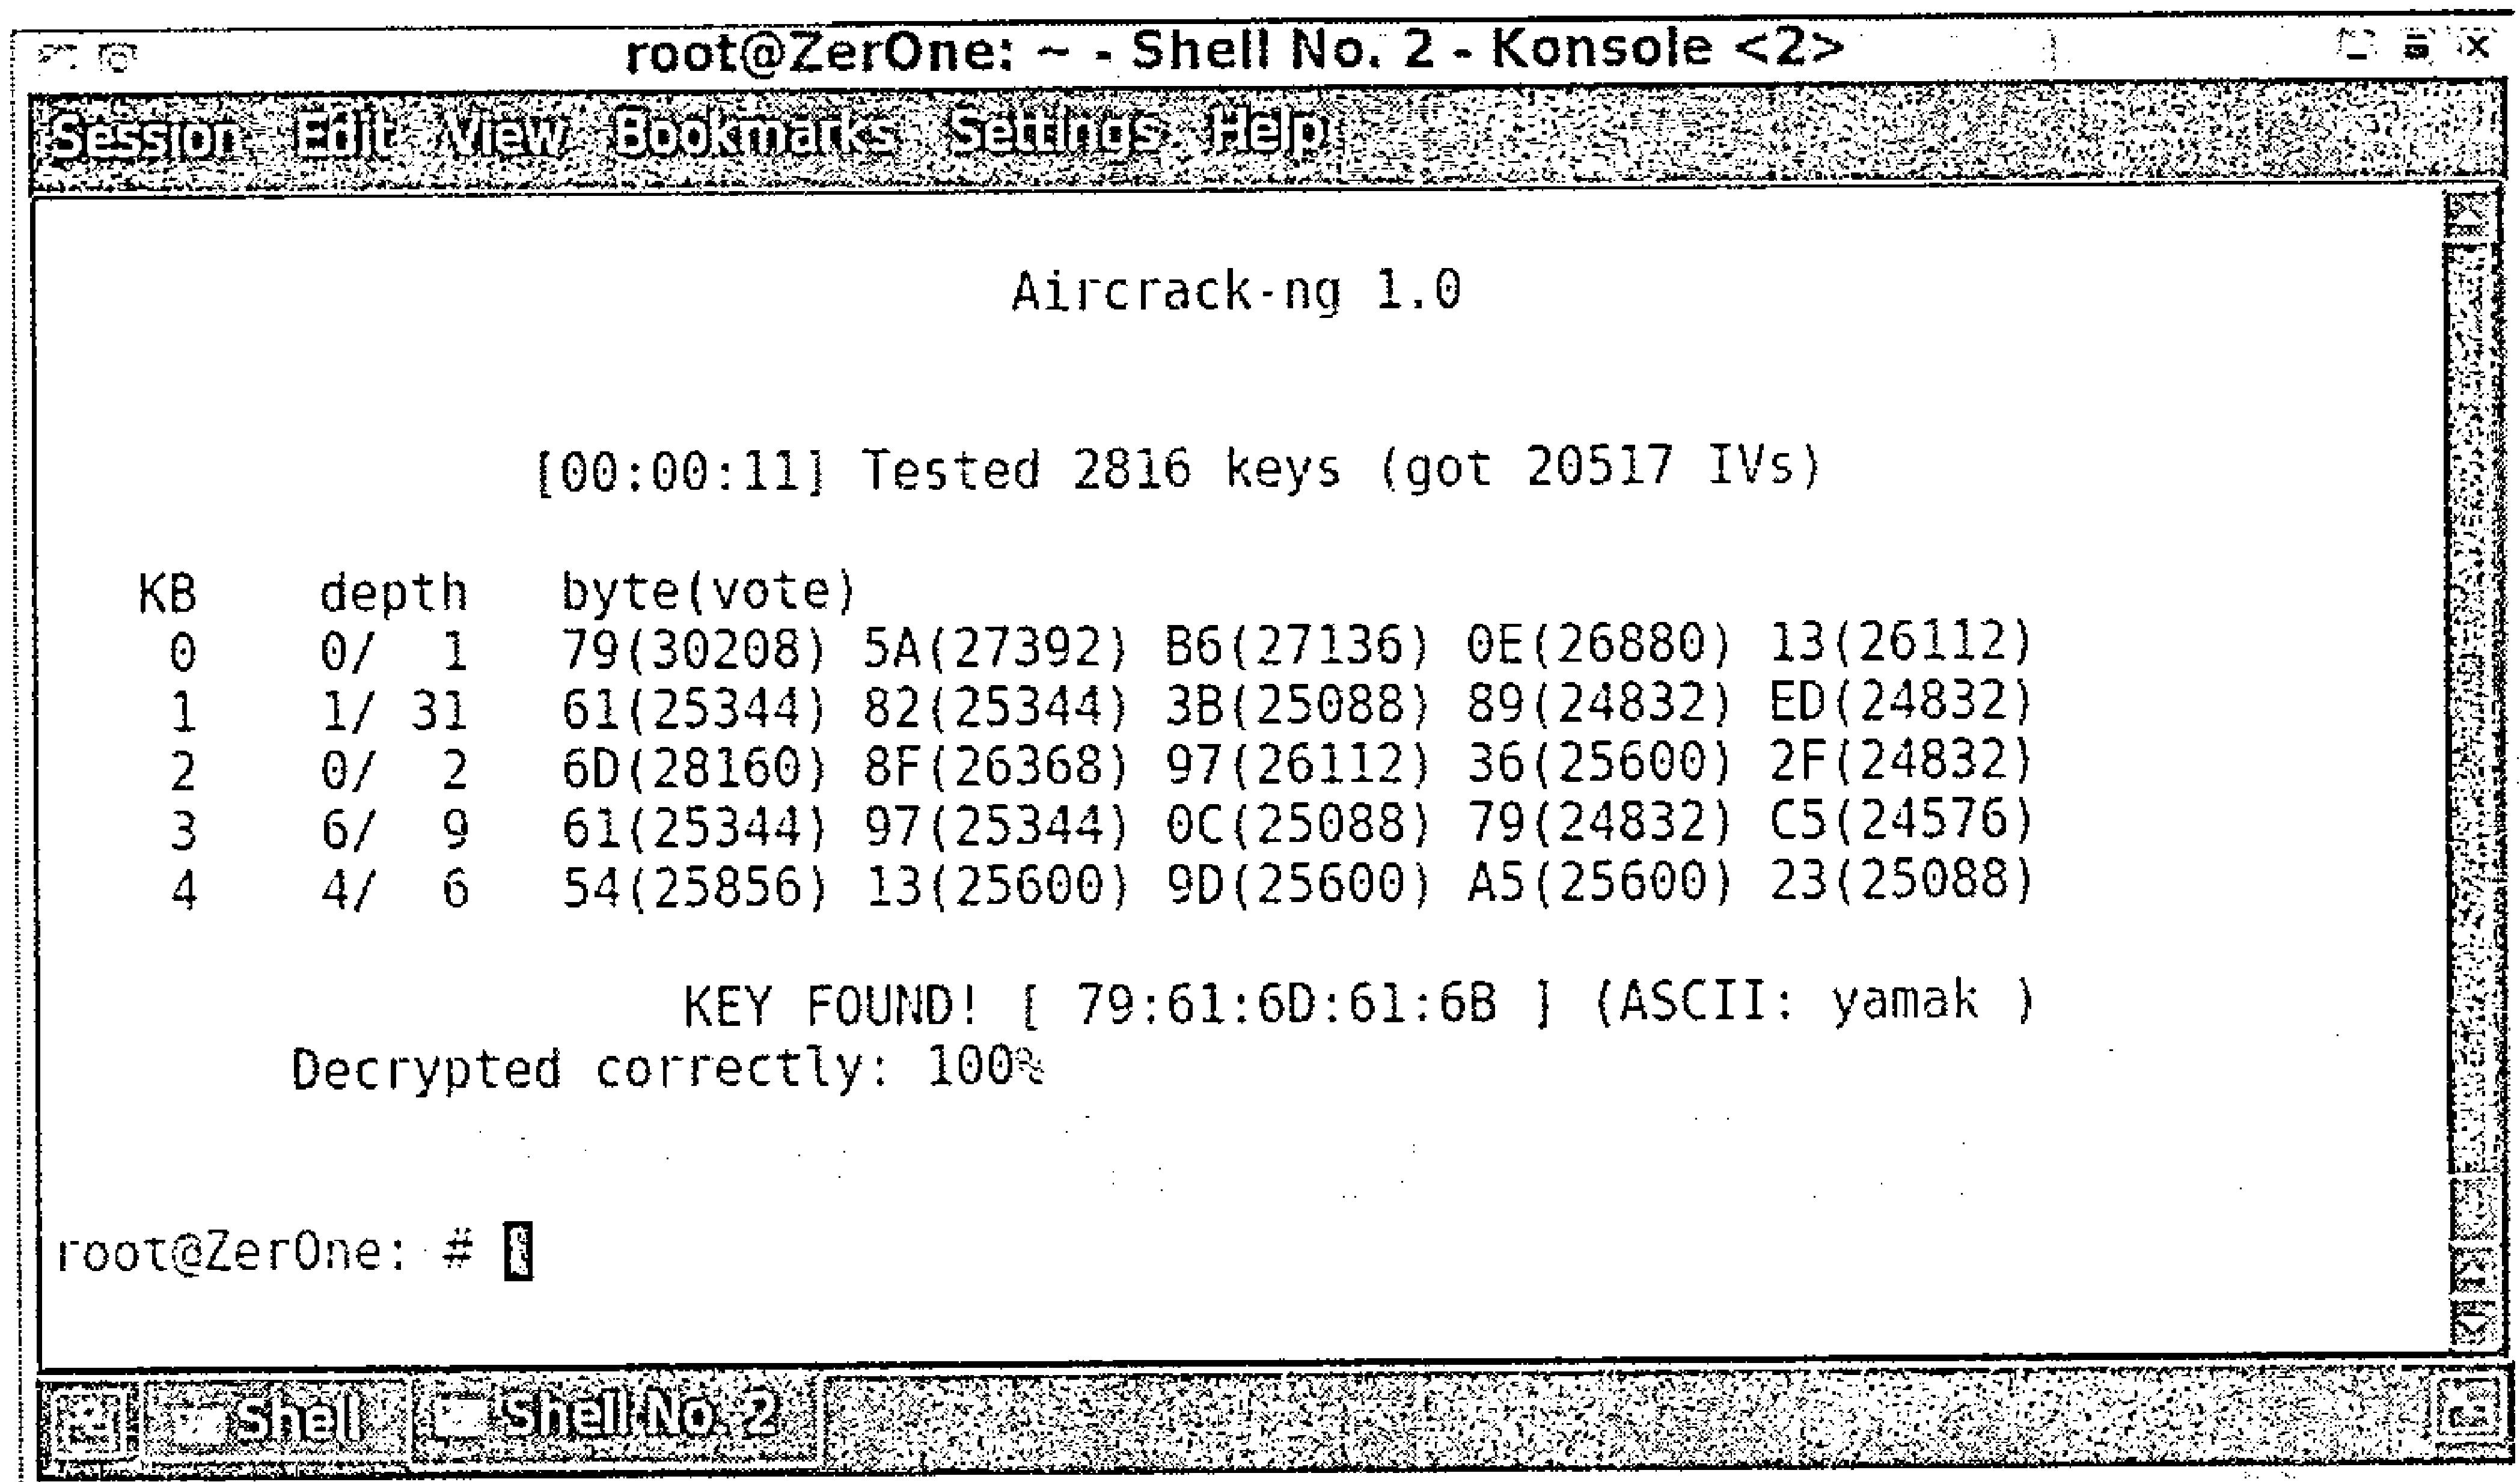 root@ZerOne: ~ - Shell No. 2 - Konsole <2>
Session Edit View Bookmarks Settings Help
Aircrack-ng 1.0
[00:00:11] Tested 2816 keys (got 20517 IVs)
KB depth byte(vote)
0 0/ 1 79(30208) 5A(27392) B6(27136) 0E(26880) 13(26112)
1 1/ 31 61(25344) 82(25344) 3B(25088) 89(24832) ED(24832)
2 0/ 2 6D(28160) 8F(26368) 97(26112) 36(25600) 2F(24832)
3 6/ 9 61(25344) 97(25344) 0C(25088) 79(24832) C5(24576)
4 4/ 6 54(25856) 13(25600) 9D(25600) A5(25600) 23(25088)
KEY FOUND! [ 79:61:6D:61:6B ] (ASCII: yamak )
Decrypted correctly: 100%
root@ZerOne: #
Shell Shell No. 2